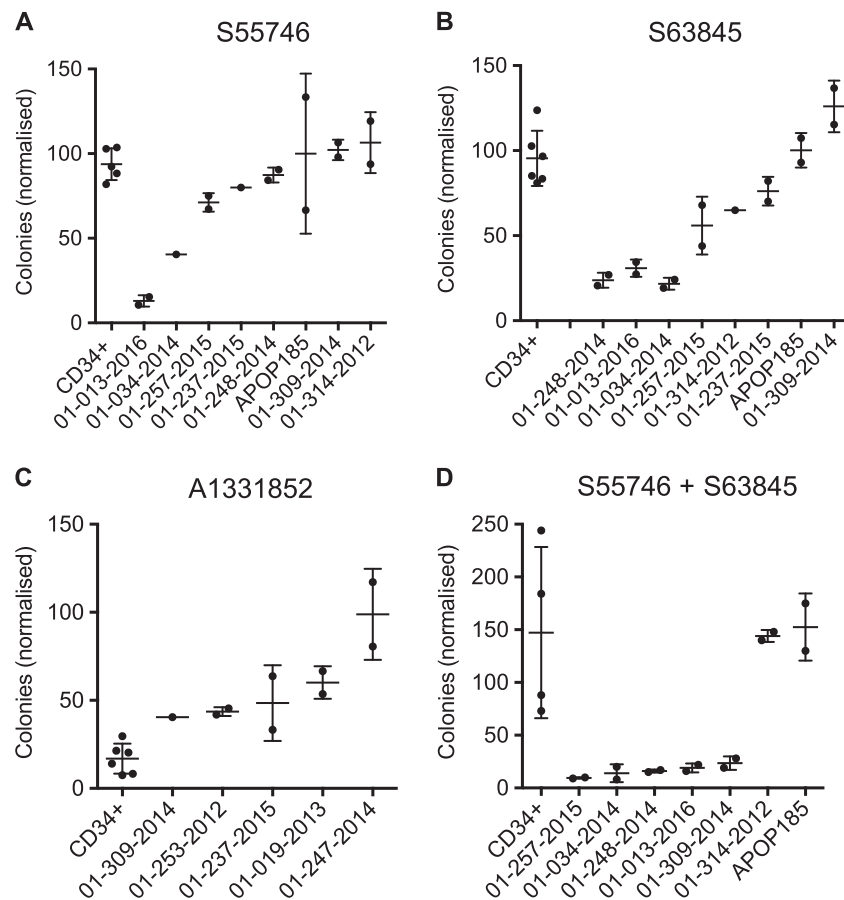 A
S55746
Colonies (normalised)
150
100
50
0
CD34+
01-013-2016
01-034-2014
01-257-2015
01-237-2015
01-248-2014
APOP185
01-309-2014
01-314-2012
B
S63845
Colonies (normalised)
150
100
50
0
CD34+
01-248-2014
01-013-2016
01-034-2014
01-257-2015
01-314-2012
01-237-2015
APOP185
01-309-2014
C
A1331852
Colonies (normalised)
150
100
50
0
CD34+
01-309-2014
01-253-2012
01-237-2015
01-019-2013
01-247-2014
D
S55746 + S63845
Colonies (normalised)
250
200
150
100
50
0
CD34+
01-257-2015
01-034-2014
01-248-2014
01-013-2016
01-309-2014
01-314-2012
APOP185